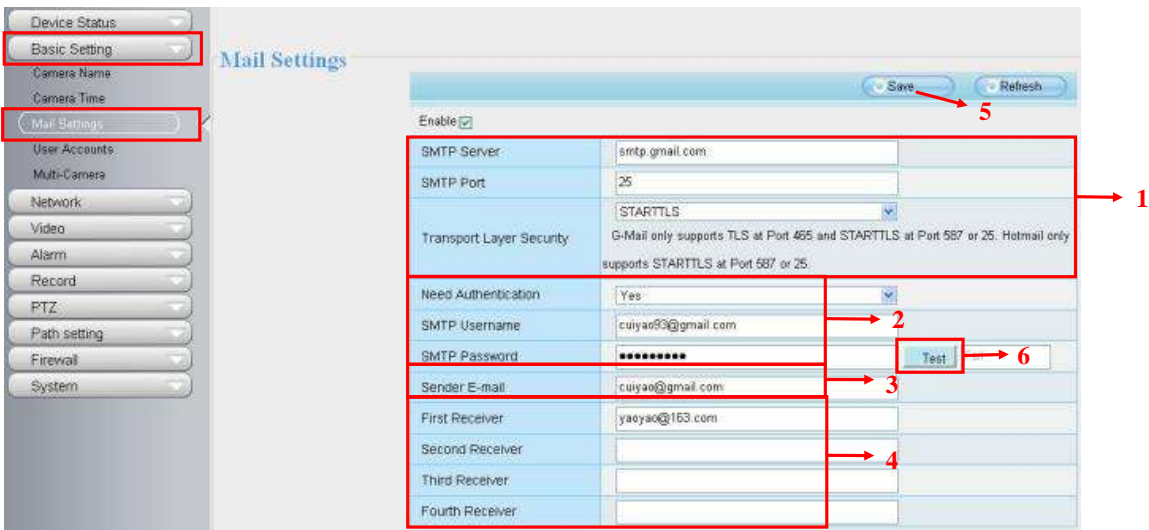 Device Status
Basic Setting
Camera Name
Camera Time
Mail Settings
User Accounts
Multi-Camera
Network
Video
Alarm
Record
PTZ
Path setting
Firewall
System
Mail Settings
Save
Refresh
5
Enable
SMTP Server smtp.gmail.com
SMTP Port 25
1
Transport Layer Security STARTTLS
G-Mail only supports TLS at Port 465 and STARTTLS at Port 587 or 25. Hotmail only
supports STARTTLS at Port 587 or 25.
Need Authentication Yes
SMTP Username cuiyao93@gmail.com
2
SMTP Password ●●●●●●●●● Test
6
Sender E-mail cuiyao@gmail.com
3
First Receiver yaoyao@163.com
Second Receiver
4
Third Receiver
Fourth Receiver